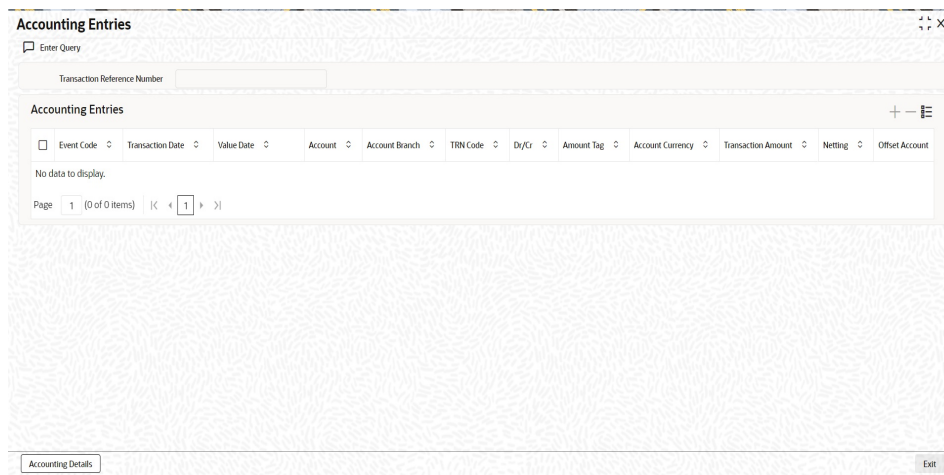 Accounting Entries
Enter Query
Transaction Reference Number
Accounting Entries
Event Code Transaction Date Value Date Account Account Branch TRN Code Dr/Cr Amount Tag Account Currency Transaction Amount Netting Offset Account
No data to display.
Page 1 (0 of 0 items) 1
Accounting Details Exit